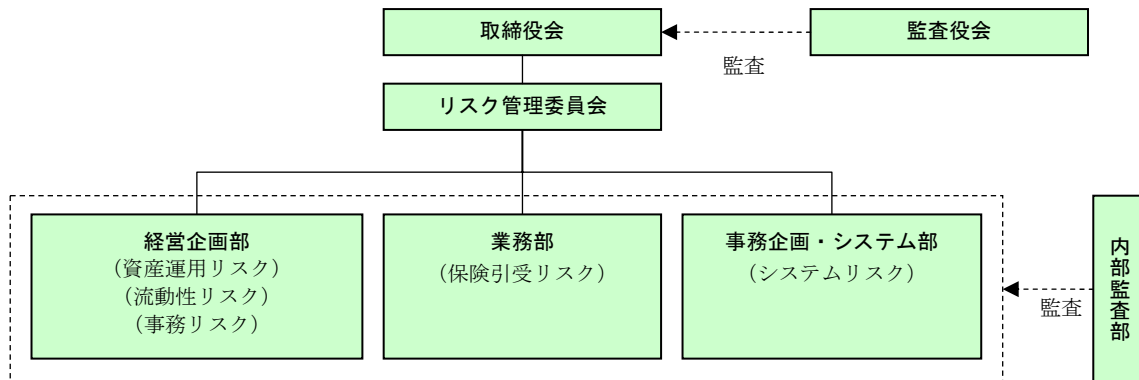 取締役会
監査役会
監査
リスク管理委員会
経営企画部
(資産運用リスク)
(流動性リスク)
(事務リスク)
業務部
(保険引受リスク)
事務企画・システム部
(システムリスク)
監査
内部監査部